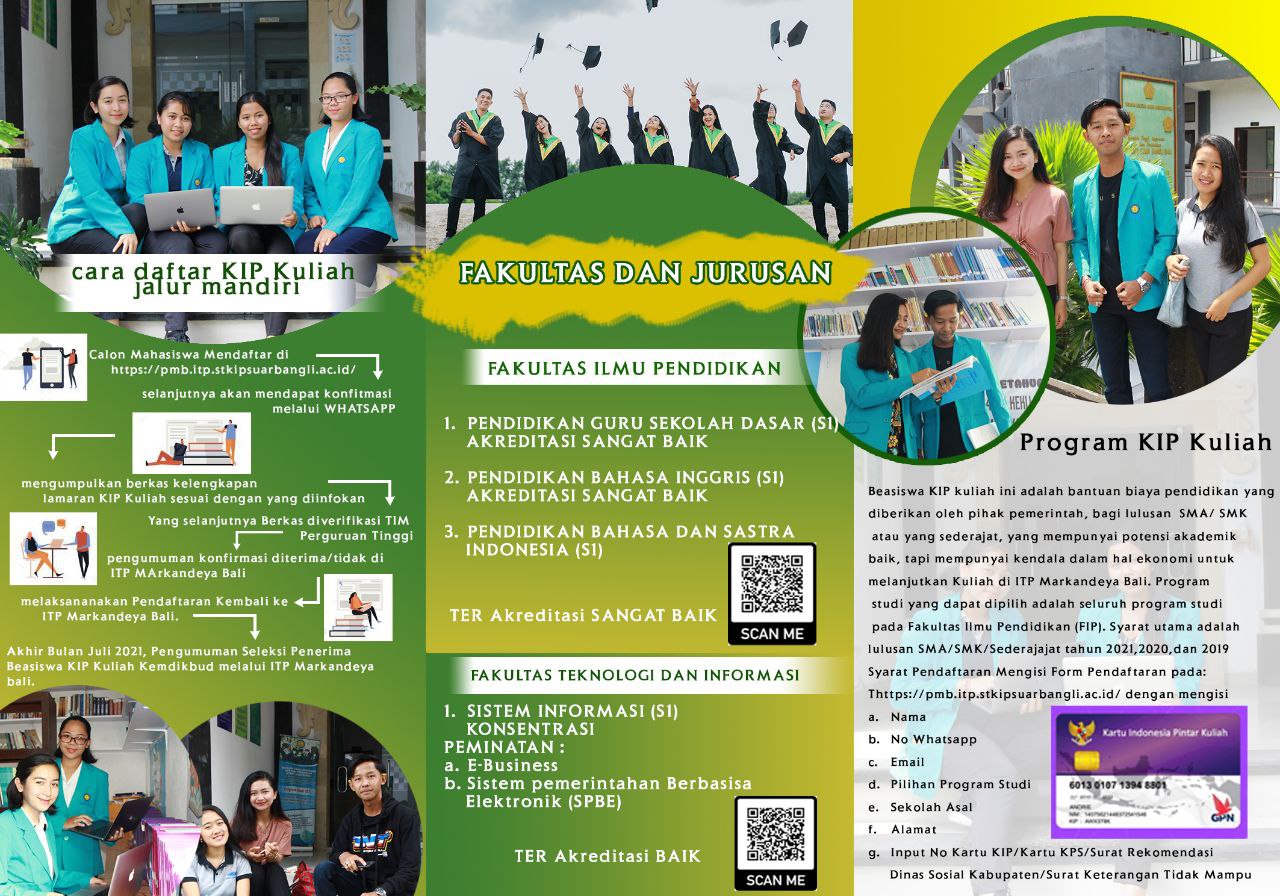 cara daftar KIP Kuliah
jalur mandiri
Calon Mahasiswa Mendaftar di
https://pmb.itp.stkipsuarbangli.ac.id/
selanjutnya akan mendapat konfitmasi
melalui WHATSAPP
mengumpulkan berkas kelengkapan
lamaran KIP Kuliah sesuai dengan yang diinfokan
Yang selanjutnya Berkas diverifikasi TIM
Perguruan Tinggi
pengumuman konfirmasi diterima/tidak di
ITP MArkandeya Bali
melaksananakan Pendaftaran Kembali ke
ITP Markandeya Bali.
Akhir Bulan Juli 2021, Pengumuman Seleksi Penerima
Beasiswa KIP Kuliah Kemdikbud melalui ITP Markandeya
bali.
FAKULTAS DAN JURUSAN
FAKULTAS ILMU PENDIDIKAN
1. PENDIDIKAN GURU SEKOLAH DASAR (S1)
AKREDITASI SANGAT BAIK
2. PENDIDIKAN BAHASA INGGRIS (S1)
AKREDITASI SANGAT BAIK
3. PENDIDIKAN BAHASA DAN SASTRA
INDONESIA (S1)
TER Akreditasi SANGAT BAIK
SCAN ME
FAKULTAS TEKNOLOGI DAN INFORMASI
1. SISTEM INFORMASI (S1)
KONSENTRASI
PEMINATAN :
a. E-Business
b. Sistem pemerintahan Berbasisa
Elektronik (SPBE)
TER Akreditasi BAIK
SCAN ME
Program KIP Kuliah
Beasiswa KIP kuliah ini adalah bantuan biaya pendidikan yang
diberikan oleh pihak pemerintah, bagi lulusan SMA/ SMK
atau yang sederajat, yang mempunyai potensi akademik
baik, tapi mempunyai kendala dalam hal ekonomi untuk
melanjutkan Kuliah di ITP Markandeya Bali. Program
studi yang dapat dipilih adalah seluruh program studi
pada Fakultas Ilmu Pendidikan (FIP). Syarat utama adalah
lulusan SMA/SMK/Sederajajat tahun 2021,2020,dan 2019
Syarat Pendaftaran Mengisi Form Pendaftaran pada:
Thttps://pmb.itp.stkipsuarbangli.ac.id/ dengan mengisi
a. Nama
b. No Whatsapp
c. Email
d. Pilihan Program Studi
e. Sekolah Asal
f. Alamat
g. Input No Kartu KIP/Kartu KPS/Surat Rekomendasi
Dinas Sosial Kabupaten/Surat Keterangan Tidak Mampu
Kartu Indonesia Pintar Kuliah
6013 0107 1394 8801
GPN